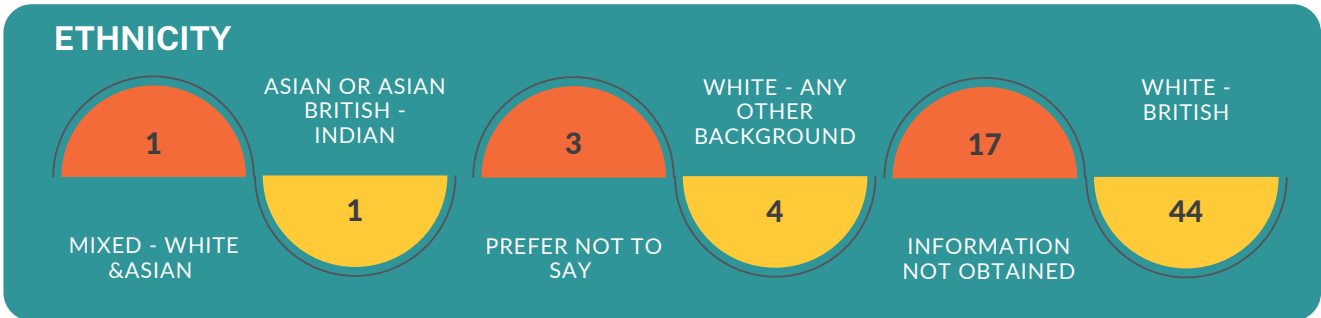 ETHNICITY
1
MIXED - WHITE
&ASIAN
ASIAN OR ASIAN
BRITISH -
INDIAN
1
3
PREFER NOT TO
SAY
WHITE - ANY
OTHER
BACKGROUND
4
17
INFORMATION
NOT OBTAINED
WHITE -
BRITISH
44